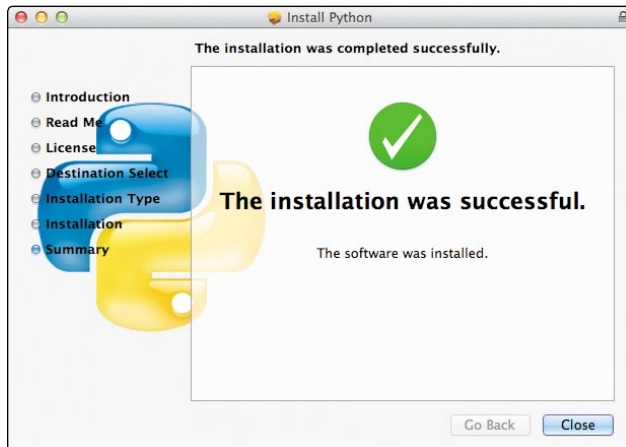 Install Python
The installation was completed successfully.
Introduction
Read Me
License
Destination Select
Installation Type
Installation
Summary
The installation was successful.
The software was installed.
Go Back
Close